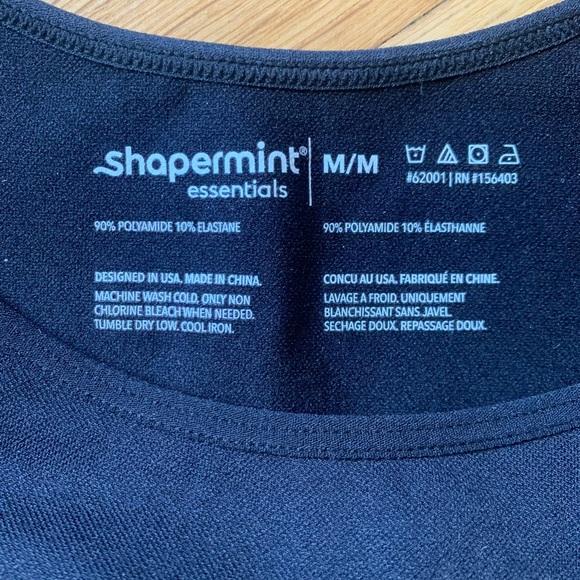 shapermint®
essentials
M/M
#62001 | RN #156403
90% POLYAMIDE 10% ELASTANE
90% POLYAMIDE 10% ÉLASTHANNE
DESIGNED IN USA. MADE IN CHINA.
MACHINE WASH COLD. ONLY NON
CHLORINE BLEACH WHEN NEEDED.
TUMBLE DRY LOW. COOL IRON.
CONCU AU USA. FABRIQUÉ EN CHINE.
LAVAGE A FROID. UNIQUEMENT
BLANCHISSANT SANS JAVEL.
SECHAGE DOUX. REPASSAGE DOUX.